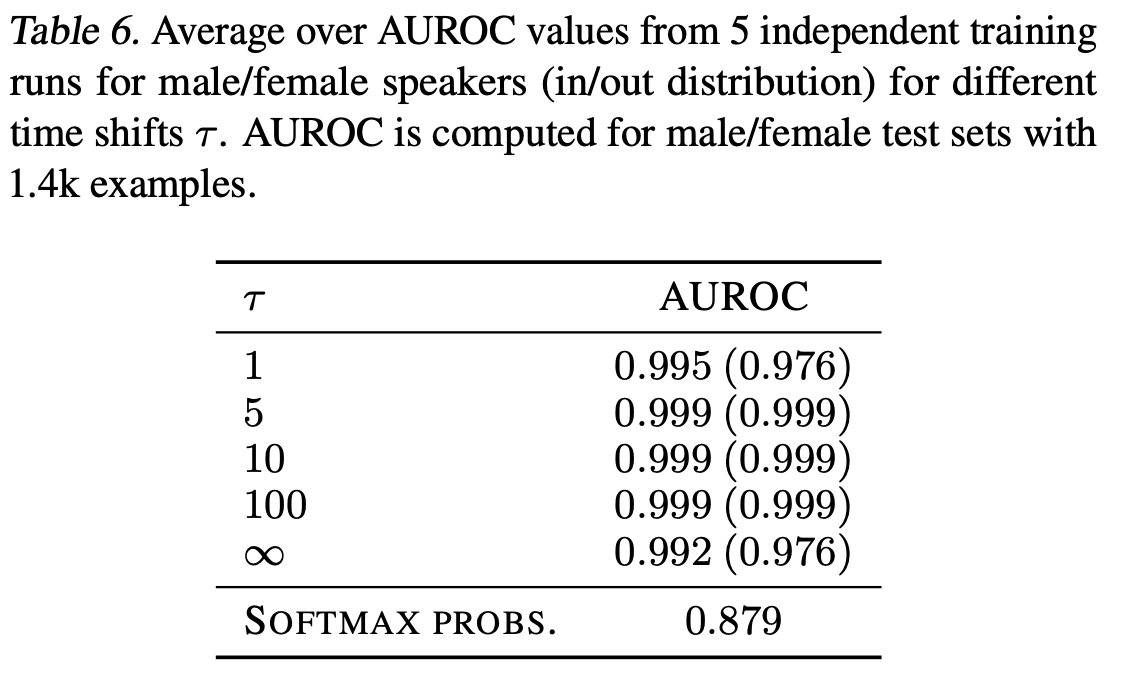 Table 6. Average over AUROC values from 5 independent training
runs for male/female speakers (in/out distribution) for different
time shifts τ. AUROC is computed for male/female test sets with
1.4k examples.
τ AUROC
1 0.995 (0.976)
5 0.999 (0.999)
10 0.999 (0.999)
100 0.999 (0.999)
∞ 0.992 (0.976)
SOFTMAX PROBS. 0.879